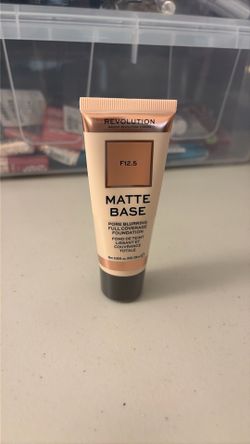 REVOLUTION
F12.5
MATTE
BASE
PORE BLURRING
FULL COVERAGE
FOUNDATION
FOND DE TEINT
LISSANT ET
COUVRANCE
TOTALE